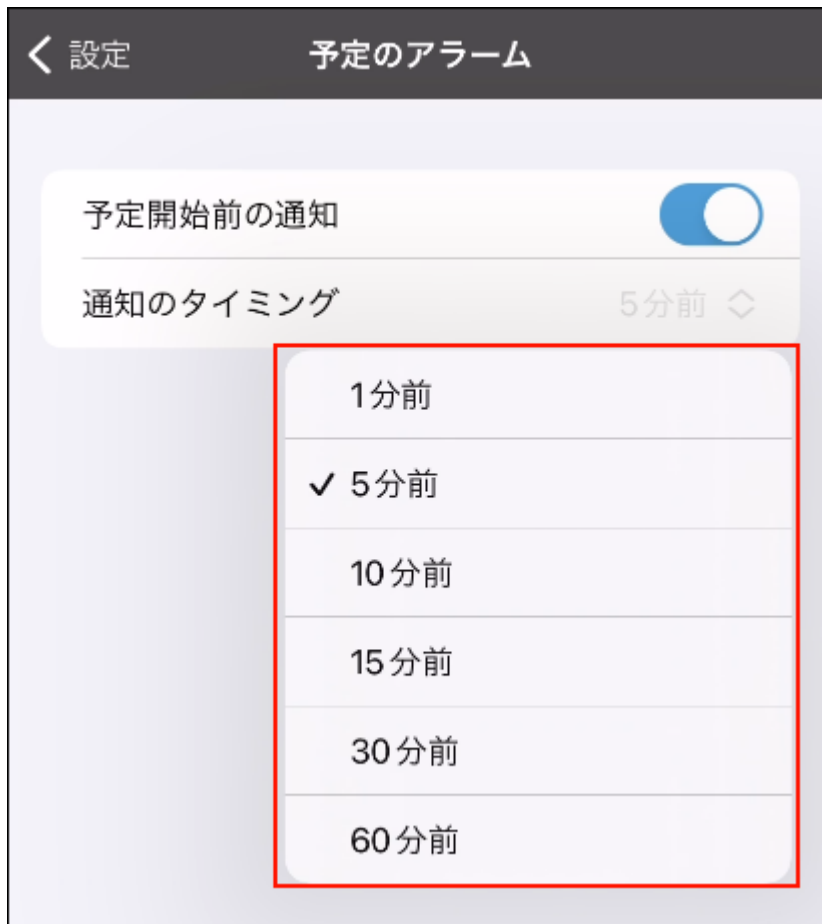 設定 予定のアラーム
予定開始前の通知
通知のタイミング 5分前
1分前
✓ 5分前
10分前
15分前
30分前
60分前